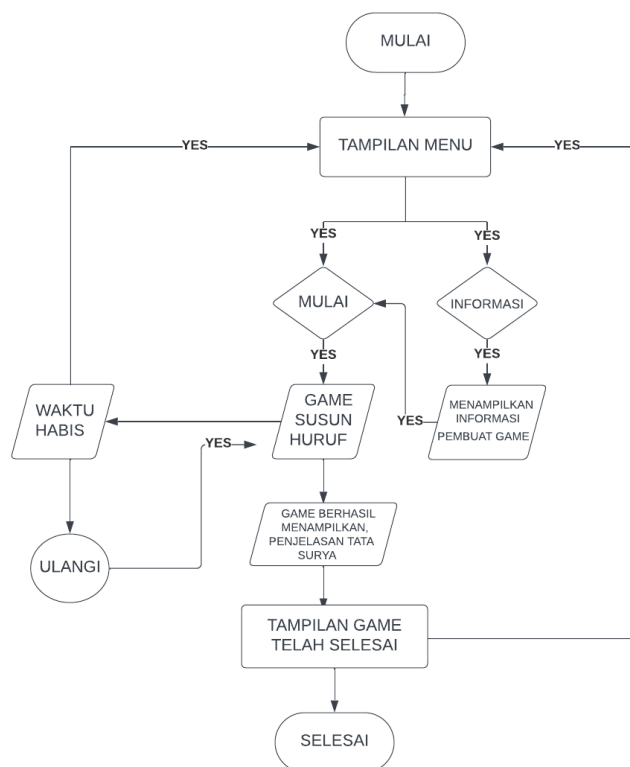 MULAI
YES
TAMPILAN MENU
YES
YES
YES
MULAI
INFORMASI
YES
YES
WAKTU
HABIS
GAME
SUSUN
HURUF
MENAMPILKAN
INFORMASI
PEMBUAT GAME
YES
YES
GAME BERHASIL
MENAMPILKAN,
PENJELASAN TATA
SURYA
ULANGI
TAMPILAN GAME
TELAH SELESAI
SELESAI